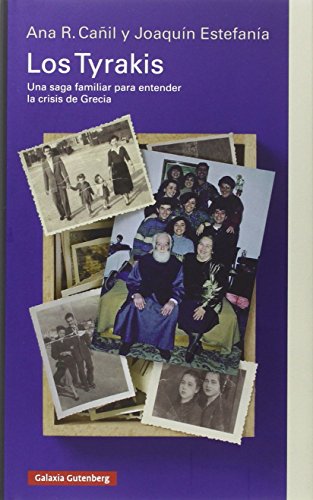 Ana R. Cañil y Joaquín Estefanía
Los Tyrakis
Una saga familiar para entender
la crisis de Grecia
Galaxia Gutenberg